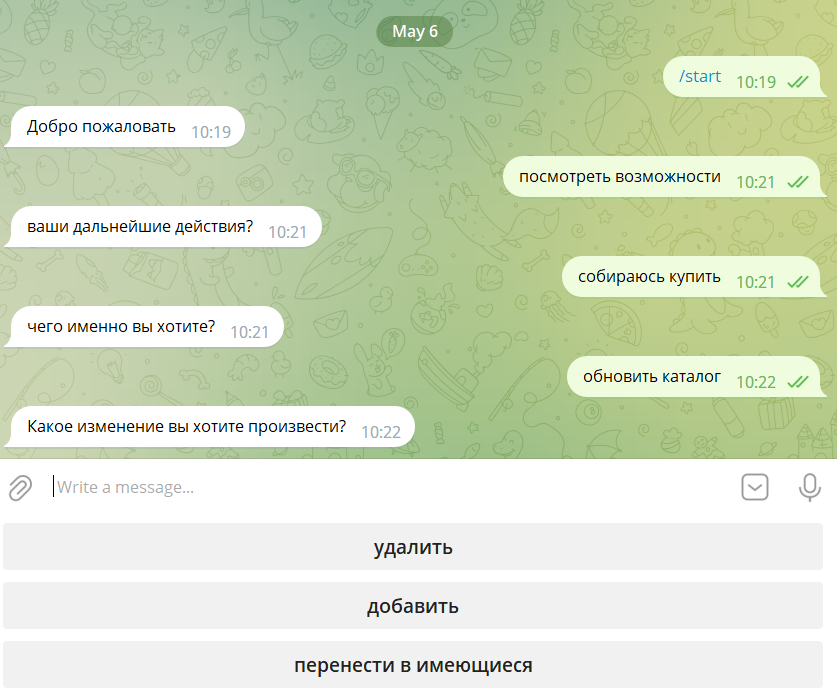 May 6
/start 10:19
Добро пожаловать 10:19
посмотреть возможности 10:21
ваши дальнейшие действия? 10:21
собираюсь купить 10:21
чего именно вы хотите? 10:21
обновить каталог 10:22
Какое изменение вы хотите произвести? 10:22
Write a message...
удалить
добавить
перенести в имеющиеся